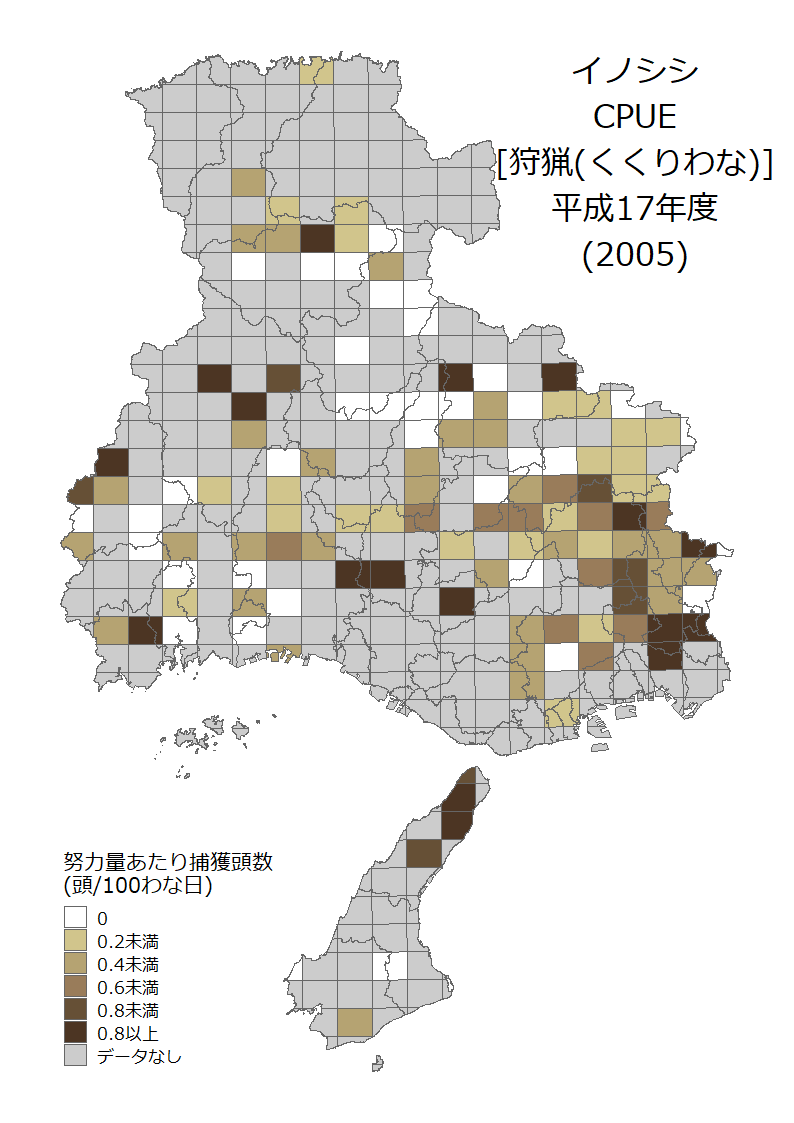 イノシシ
CPUE
[狩猟(くくりわな)]
平成17年度
(2005)
努力量あたり捕獲頭数
(頭/100わな日)
0
0.2未満
0.4未満
0.6未満
0.8未満
0.8以上
データなし